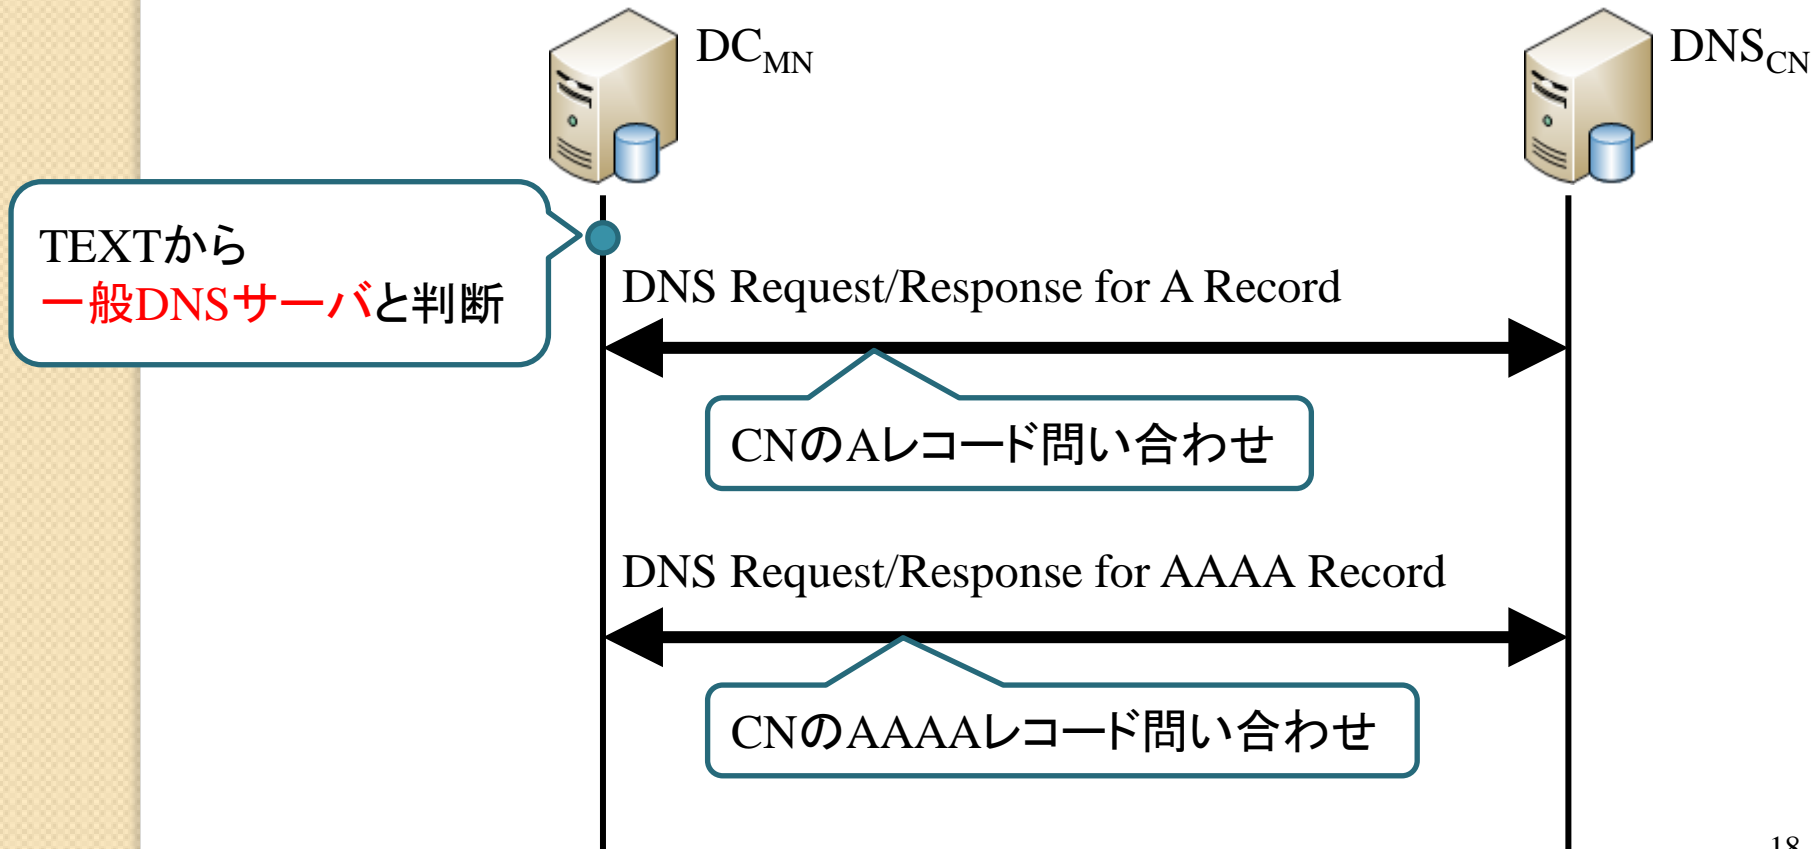 DC_MN
DNS_CN
TEXTから
一般DNSサーバと判断
DNS Request/Response for A Record
CNのAレコード問い合わせ
DNS Request/Response for AAAA Record
CNのAAAAレコード問い合わせ
18